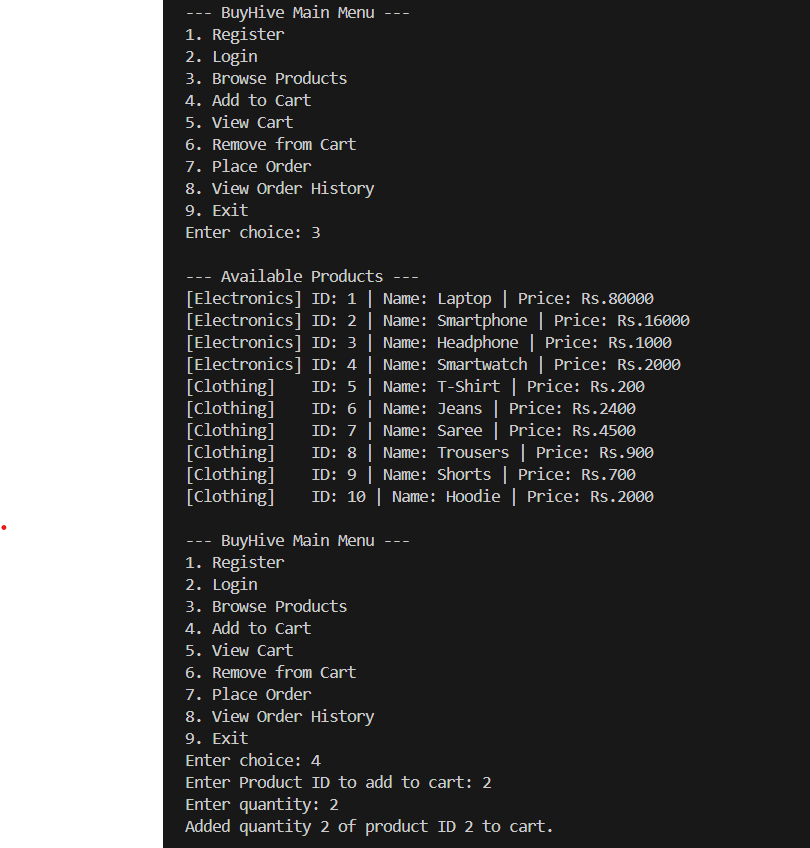 --- BuyHive Main Menu ---
1. Register
2. Login
3. Browse Products
4. Add to Cart
5. View Cart
6. Remove from Cart
7. Place Order
8. View Order History
9. Exit
Enter choice: 3
--- Available Products ---
[Electronics] ID: 1 | Name: Laptop | Price: Rs.80000
[Electronics] ID: 2 | Name: Smartphone | Price: Rs.16000
[Electronics] ID: 3 | Name: Headphone | Price: Rs.1000
[Electronics] ID: 4 | Name: Smartwatch | Price: Rs.2000
[Clothing]    ID: 5 | Name: T-Shirt | Price: Rs.200
[Clothing]    ID: 6 | Name: Jeans | Price: Rs.2400
[Clothing]    ID: 7 | Name: Saree | Price: Rs.4500
[Clothing]    ID: 8 | Name: Trousers | Price: Rs.900
[Clothing]    ID: 9 | Name: Shorts | Price: Rs.700
[Clothing]    ID: 10 | Name: Hoodie | Price: Rs.2000
--- BuyHive Main Menu ---
1. Register
2. Login
3. Browse Products
4. Add to Cart
5. View Cart
6. Remove from Cart
7. Place Order
8. View Order History
9. Exit
Enter choice: 4
Enter Product ID to add to cart: 2
Enter quantity: 2
Added quantity 2 of product ID 2 to cart.